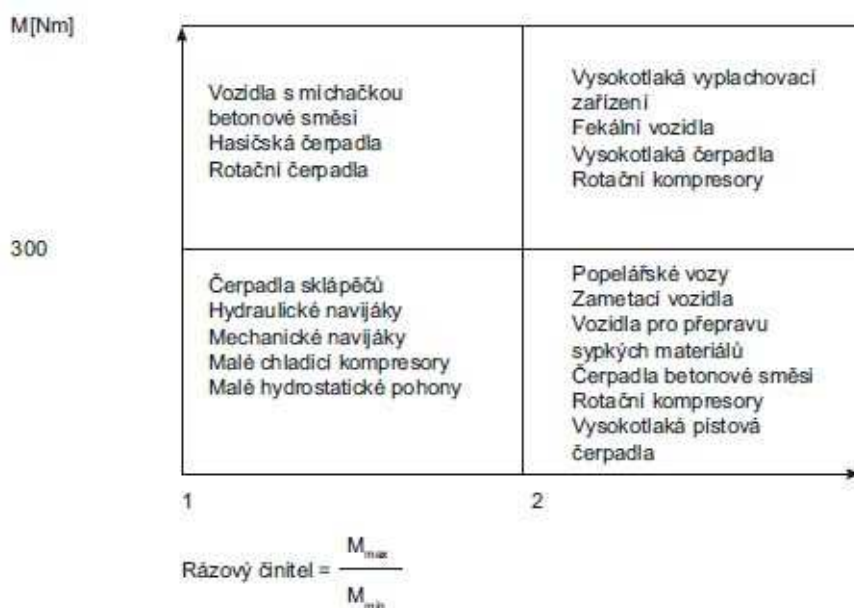 M[Nm]
Vozidla s míchačkou
betonové směsi
Hasičská čerpadla
Rotační čerpadla
Vysokotlaká vyplachovací
zařízení
Fekální vozidla
Vysokotlaká čerpadla
Rotační kompresory
300
Čerpadla sklápěčů
Hydraulické navijáky
Mechanické navijáky
Malé chladicí kompresory
Malé hydrostatické pohony
Popelářské vozy
Zametací vozidla
Vozidla pro přepravu
sypkých materiálů
Čerpadla betonové směsi
Rotační kompresory
Vysokotlaká pístová
čerpadla
1
2
Rázový činitel =
M max
M min